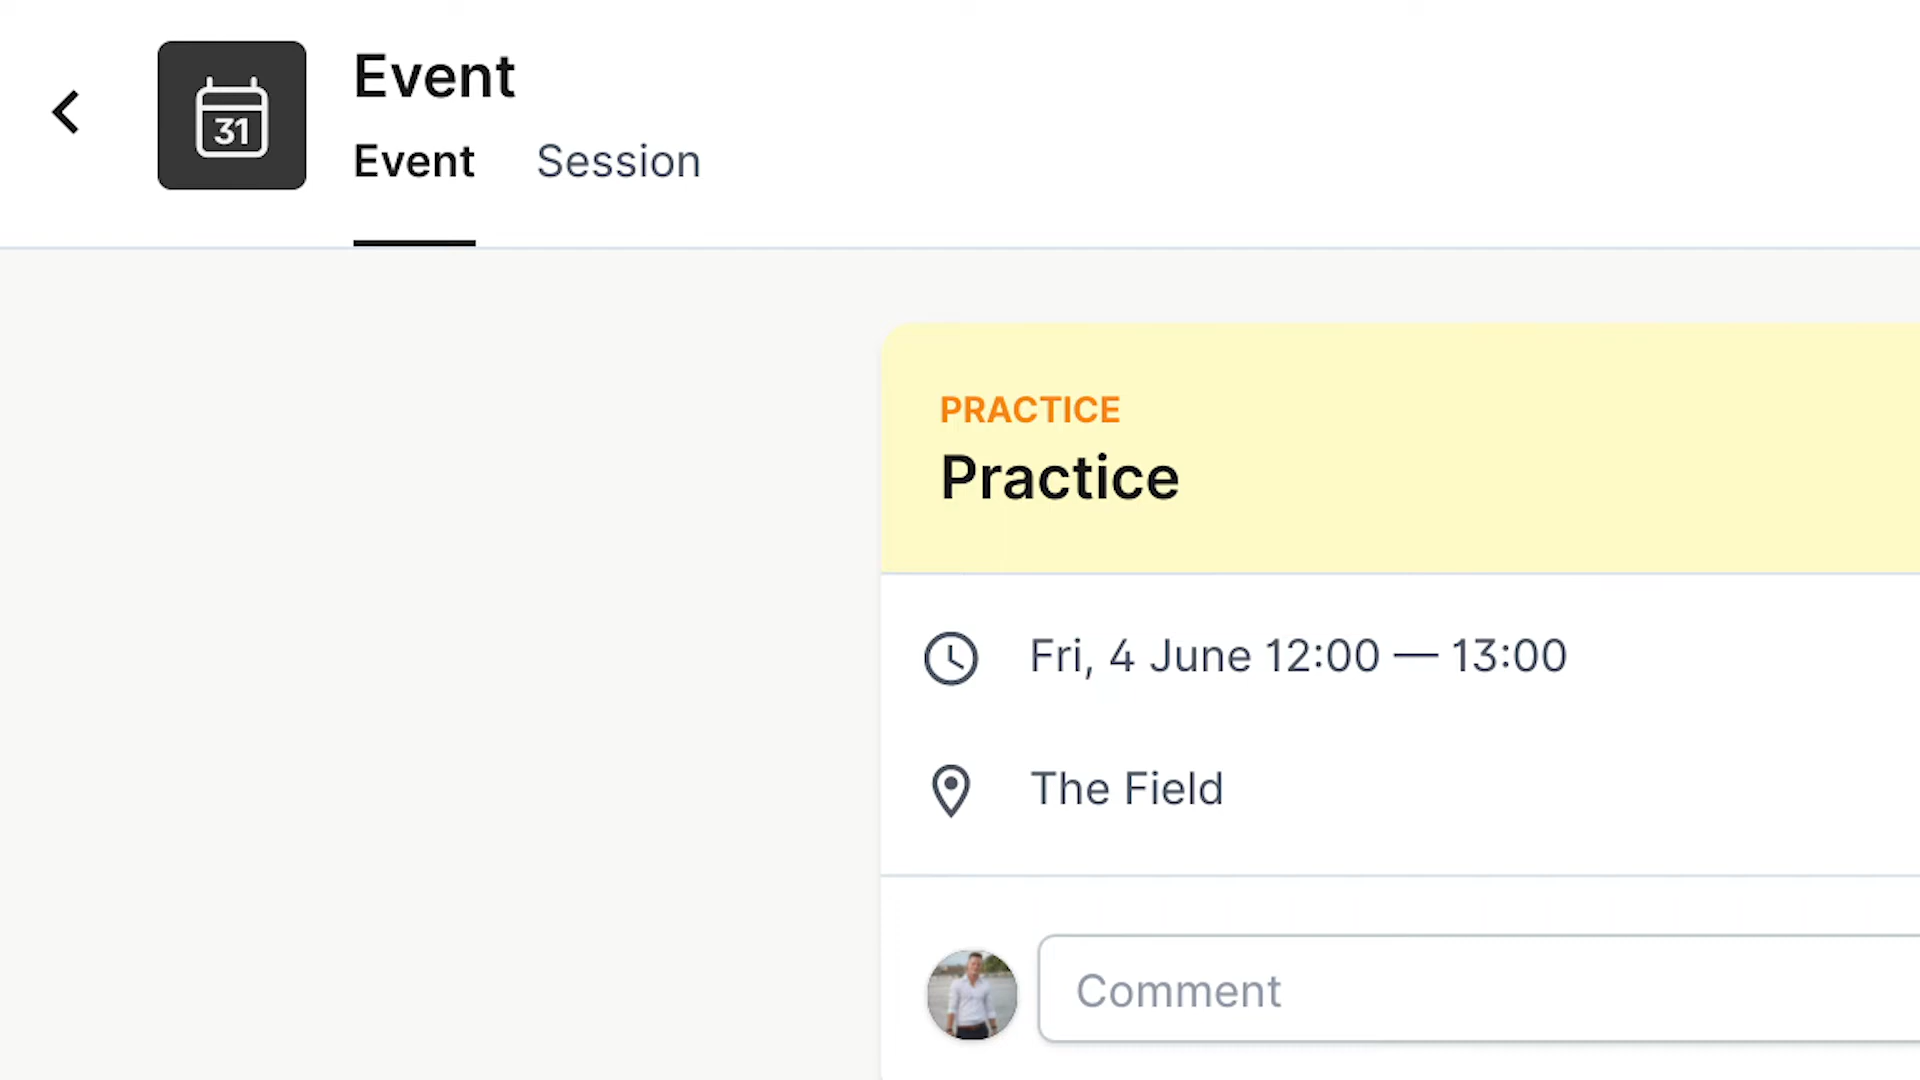 31
Event
Event Session
PRACTICE
Practice
Fri, 4 June 12:00 — 13:00
The Field
Comment